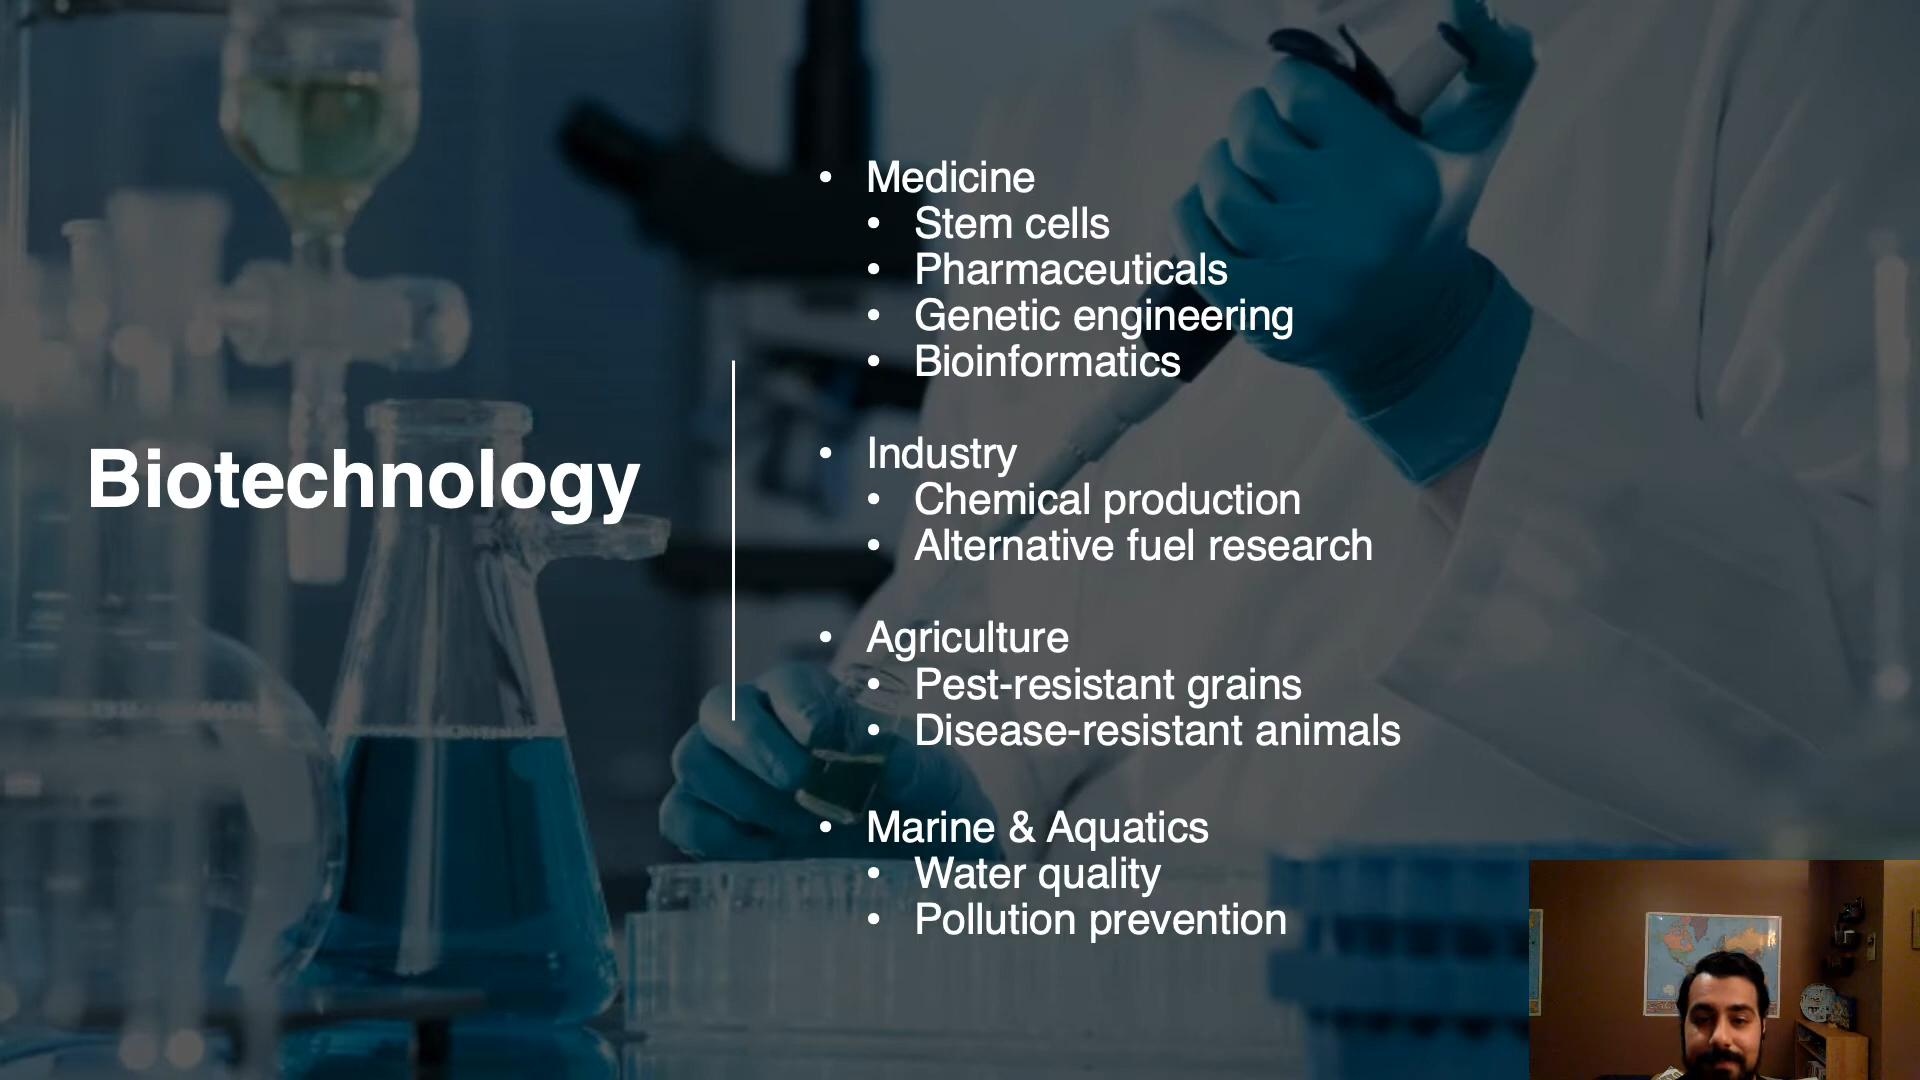 Biotechnology
• Medicine
• Stem cells
• Pharmaceuticals
• Genetic engineering
• Bioinformatics
• Industry
• Chemical production
• Alternative fuel research
• Agriculture
• Pest-resistant grains
• Disease-resistant animals
• Marine & Aquatics
• Water quality
• Pollution prevention